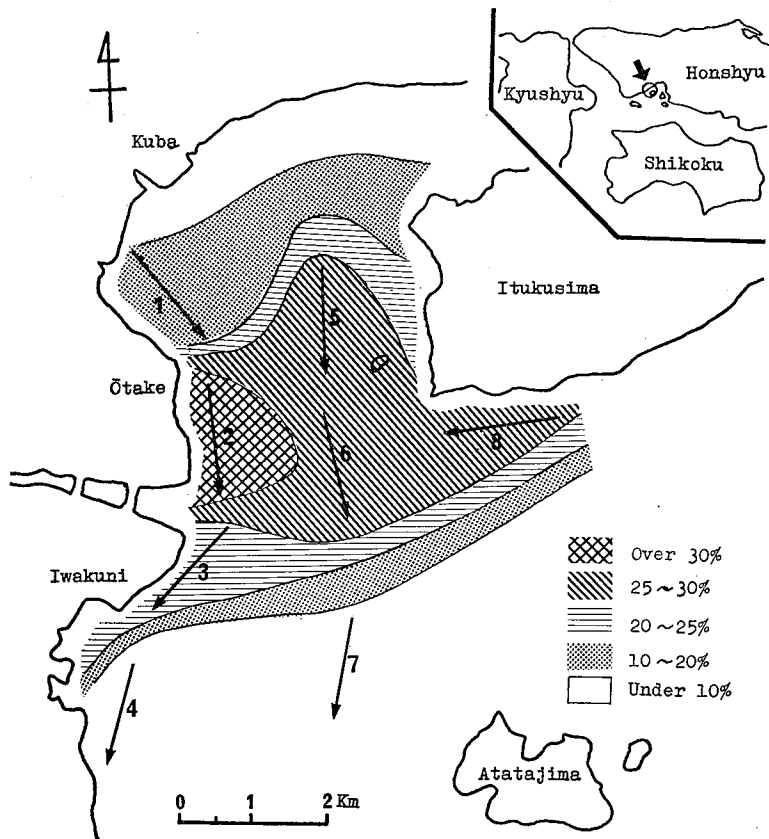 Kuba
Kyushyu
Honshyu
Shikoku
Itukusima
Ōtake
Iwakuni
1
2
3
4
5
6
7
8
Over 30%
25~30%
20~25%
10~20%
Under 10%
Atatajima
0 1 2 Km